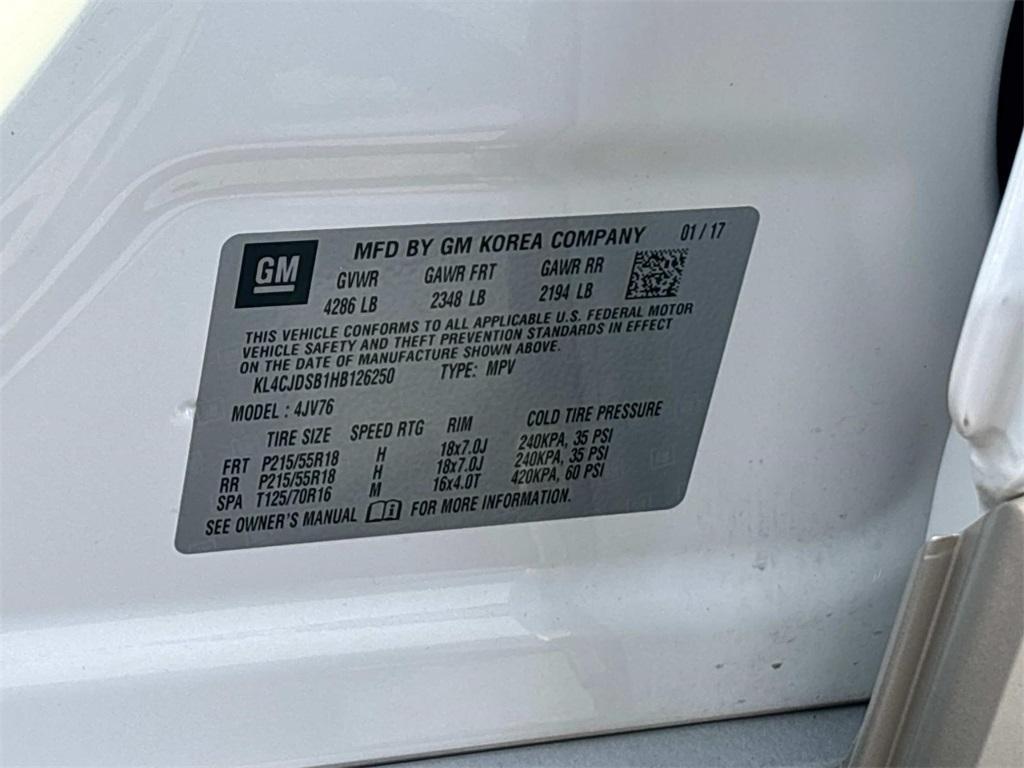 GM
MFD BY GM KOREA COMPANY 01 / 17
GVWR GAWR FRT GAWR RR
4286 LB 2348 LB 2194 LB
THIS VEHICLE CONFORMS TO ALL APPLICABLE U.S. FEDERAL MOTOR
VEHICLE SAFETY AND THEFT PREVENTION STANDARDS IN EFFECT
ON THE DATE OF MANUFACTURE SHOWN ABOVE.
KL4CJDSB1HB126250 TYPE: MPV
MODEL : 4JV76
TIRE SIZE SPEED RTG RIM COLD TIRE PRESSURE
FRT P215/55R18 H 18x7.0J 240KPA, 35 PSI
RR P215/55R18 H 18x7.0J 240KPA, 35 PSI
SPA T125/70R16 M 16x4.0T 420KPA, 60 PSI
SEE OWNER'S MANUAL FOR MORE INFORMATION.